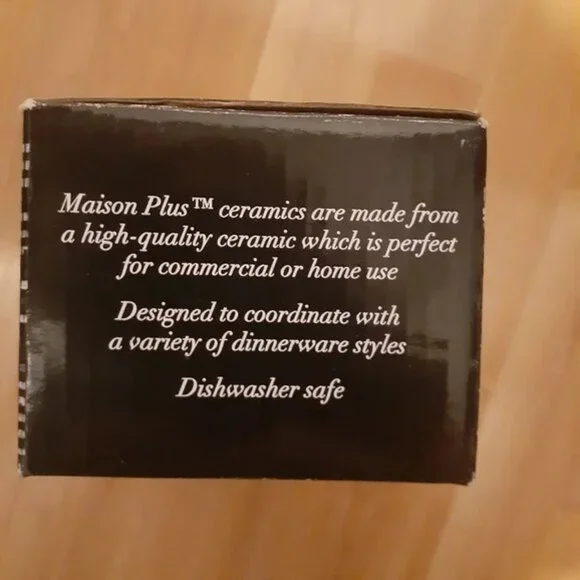 Maison Plus™ ceramics are made from
a high-quality ceramic which is perfect
for commercial or home use
Designed to coordinate with
a variety of dinnerware styles
Dishwasher safe